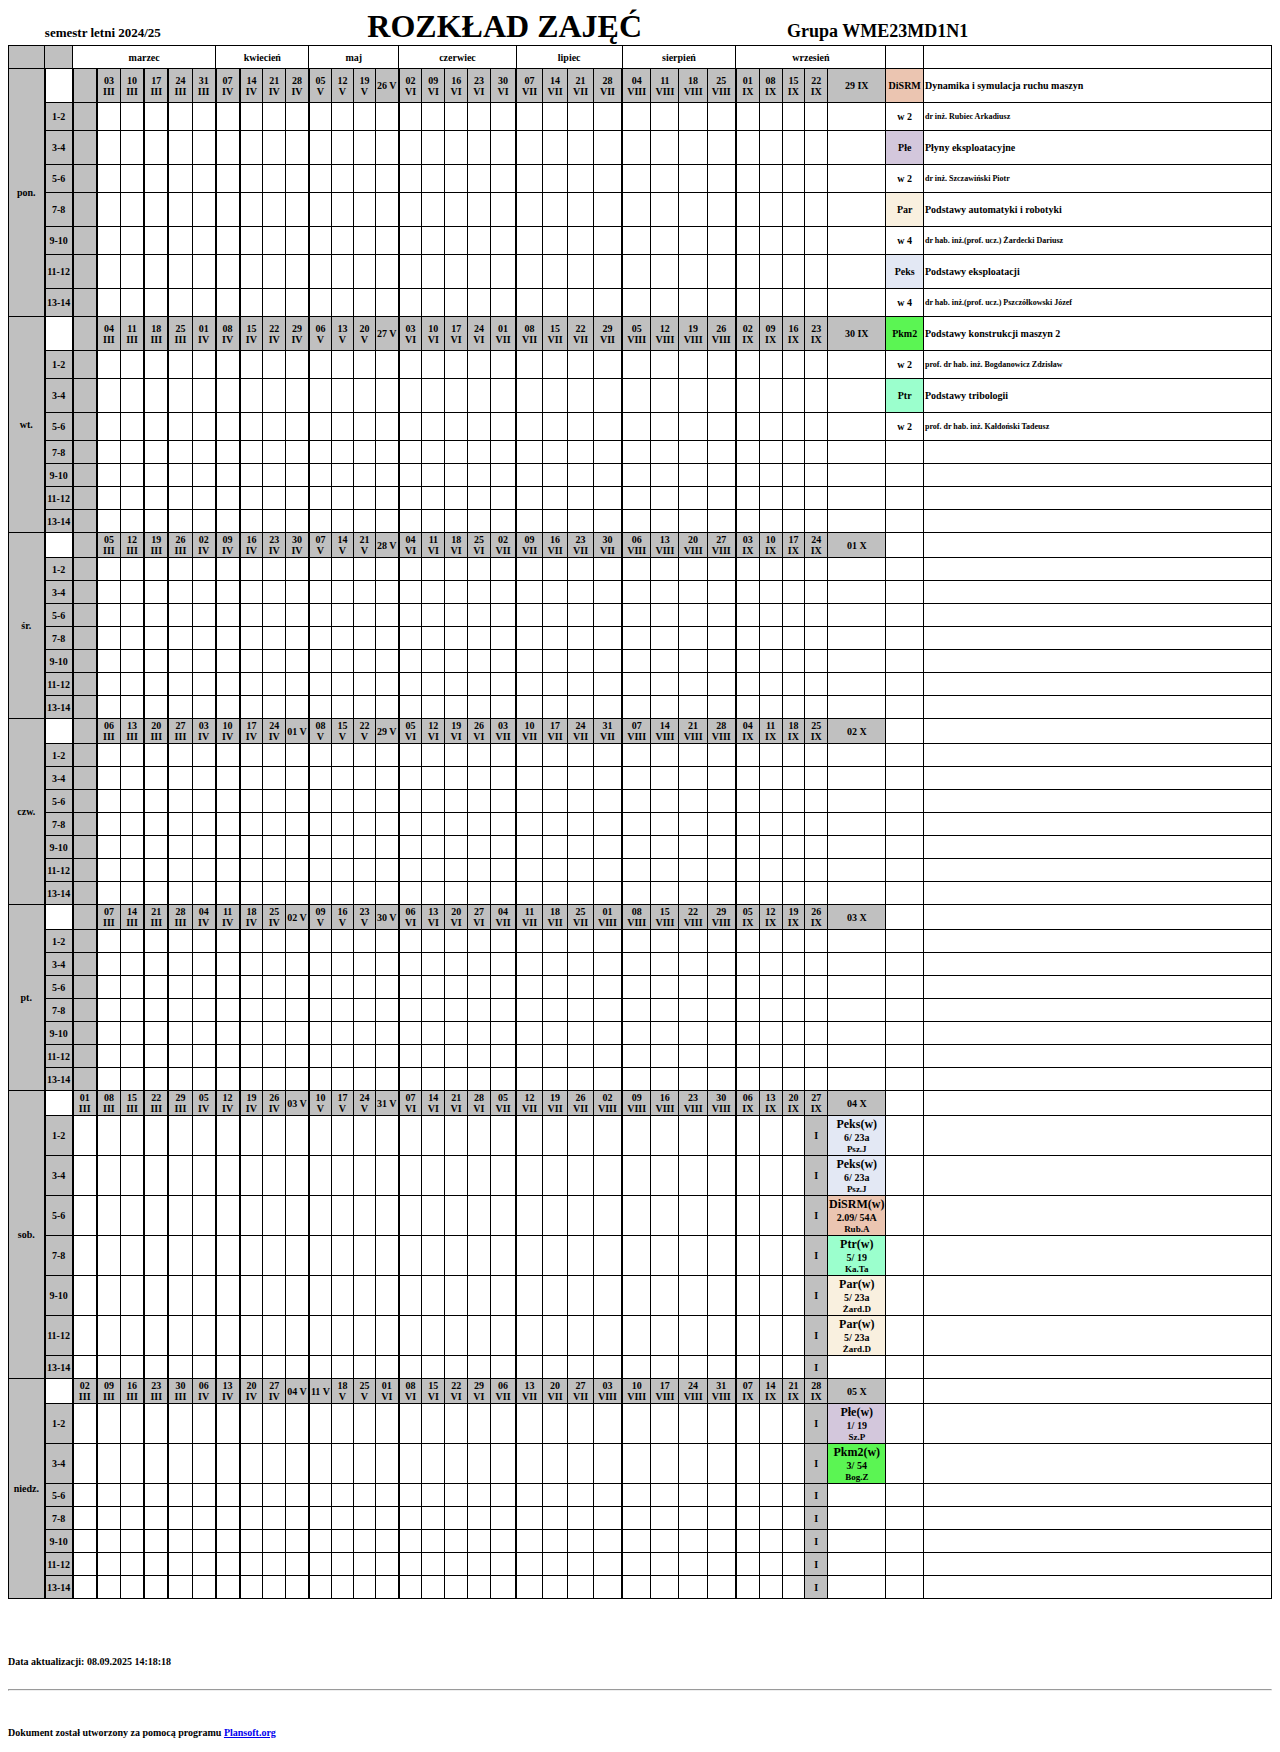 semestr letni 2024/25 ROZKŁAD ZAJĘĆ Grupa WME23MD1N1
marzec kwiecień maj czerwiec lipiec sierpień wrzesień
pon. 03 III 10 III 17 III 24 III 31 III 07 IV 14 IV 21 IV 28 IV 05 V 12 V 19 V 26 V 02 VI 09 VI 16 VI 23 VI 30 VI 07 VII 14 VII 21 VII 28 VII 04 VIII 11 VIII 18 VIII 25 VIII 01 IX 08 IX 15 IX 22 IX 29 IX DiSRM Dynamika i symulacja ruchu maszyn
1-2 w 2 dr inż. Rubiec Arkadiusz
3-4 Płe Płyny eksploatacyjne
5-6 w 2 dr inż. Szczawiński Piotr
7-8 Par Podstawy automatyki i robotyki
9-10 w 4 dr hab. inż.(prof. ucz.) Żardecki Dariusz
11-12 Peks Podstawy eksploatacji
13-14 w 4 dr hab. inż.(prof. ucz.) Pszczółkowski Józef
wt. 04 III 11 III 18 III 25 III 01 IV 08 IV 15 IV 22 IV 29 IV 06 V 13 V 20 V 27 V 03 VI 10 VI 17 VI 24 VI 01 VII 08 VII 15 VII 22 VII 29 VII 05 VIII 12 VIII 19 VIII 26 VIII 02 IX 09 IX 16 IX 23 IX 30 IX Pkm2 Podstawy konstrukcji maszyn 2
1-2 w 2 prof. dr hab. inż. Bogdanowicz Zdzisław
3-4 Ptr Podstawy tribologii
5-6 w 2 prof. dr hab. inż. Kałdoński Tadeusz
7-8
9-10
11-12
13-14
śr. 05 III 12 III 19 III 26 III 02 IV 09 IV 16 IV 23 IV 30 IV 07 V 14 V 21 V 28 V 04 VI 11 VI 18 VI 25 VI 02 VII 09 VII 16 VII 23 VII 30 VII 06 VIII 13 VIII 20 VIII 27 VIII 03 IX 10 IX 17 IX 24 IX 01 X
1-2
3-4
5-6
7-8
9-10
11-12
13-14
czw. 06 III 13 III 20 III 27 III 03 IV 10 IV 17 IV 24 IV 01 V 08 V 15 V 22 V 29 V 05 VI 12 VI 19 VI 26 VI 03 VII 10 VII 17 VII 24 VII 31 VII 07 VIII 14 VIII 21 VIII 28 VIII 04 IX 11 IX 18 IX 25 IX 02 X
1-2
3-4
5-6
7-8
9-10
11-12
13-14
pt. 07 III 14 III 21 III 28 III 04 IV 11 IV 18 IV 25 IV 02 V 09 V 16 V 23 V 30 V 06 VI 13 VI 20 VI 27 VI 04 VII 11 VII 18 VII 25 VII 01 VIII 08 VIII 15 VIII 22 VIII 29 VIII 05 IX 12 IX 19 IX 26 IX 03 X
1-2
3-4
5-6
7-8
9-10
11-12
13-14
sob. 01 III 08 III 15 III 22 III 29 III 05 IV 12 IV 19 IV 26 IV 03 V 10 V 17 V 24 V 31 V 07 VI 14 VI 21 VI 28 VI 05 VII 12 VII 19 VII 26 VII 02 VIII 09 VIII 16 VIII 23 VIII 30 VIII 06 IX 13 IX 20 IX 27 IX 04 X
1-2 I Peks(w) 6/ 23a Psz.J
3-4 I Peks(w) 6/ 23a Psz.J
5-6 I DiSRM(w) 2.09/ 54A Rub.A
7-8 I Ptr(w) 5/ 19 Ka.Ta
9-10 I Par(w) 5/ 23a Żard.D
11-12 I Par(w) 5/ 23a Żard.D
13-14 I
niedz. 02 III 09 III 16 III 23 III 30 III 06 IV 13 IV 20 IV 27 IV 04 V 11 V 18 V 25 V 01 VI 08 VI 15 VI 22 VI 29 VI 06 VII 13 VII 20 VII 27 VII 03 VIII 10 VIII 17 VIII 24 VIII 31 VIII 07 IX 14 IX 21 IX 28 IX 05 X
1-2 I Płe(w) 1/ 19 Sz.P
3-4 I Pkm2(w) 3/ 54 Bog.Z
5-6 I
7-8 I
9-10 I
11-12 I
13-14 I
Data aktualizacji: 08.09.2025 14:18:18
Dokument został utworzony za pomocą programu Plansoft.org